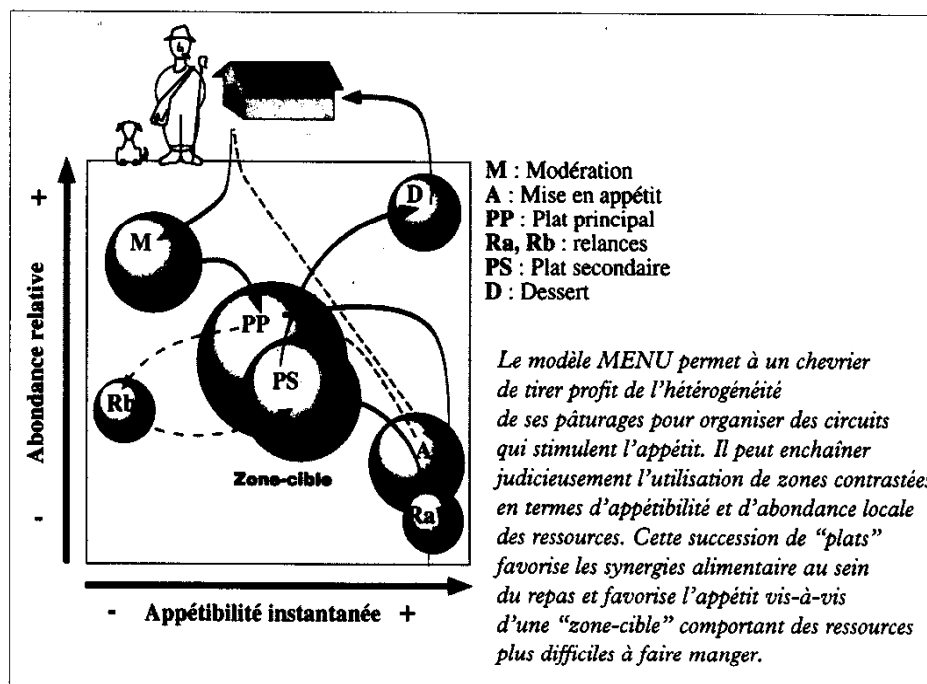 M : Modération
A : Mise en appétit
PP : Plat principal
Ra, Rb : relances
PS : Plat secondaire
D : Dessert
+
Abondance relative
-
D
M
PP
PS
Rb
A
Ra
Zone-cible
- Appétibilité instantanée +
Le modèle MENU permet à un chevrier
de tirer profit de l'hétérogénéité
de ses pâturages pour organiser des circuits
qui stimulent l'appétit. Il peut enchaîner
judicieusement l'utilisation de zones contrastées
en termes d'appétibilité et d'abondance locale
des ressources. Cette succession de “plats”
favorise les synergies alimentaire au sein
du repas et favorise l'appétit vis-à-vis
d'une “zone-cible” comportant des ressources
plus difficiles à faire manger.